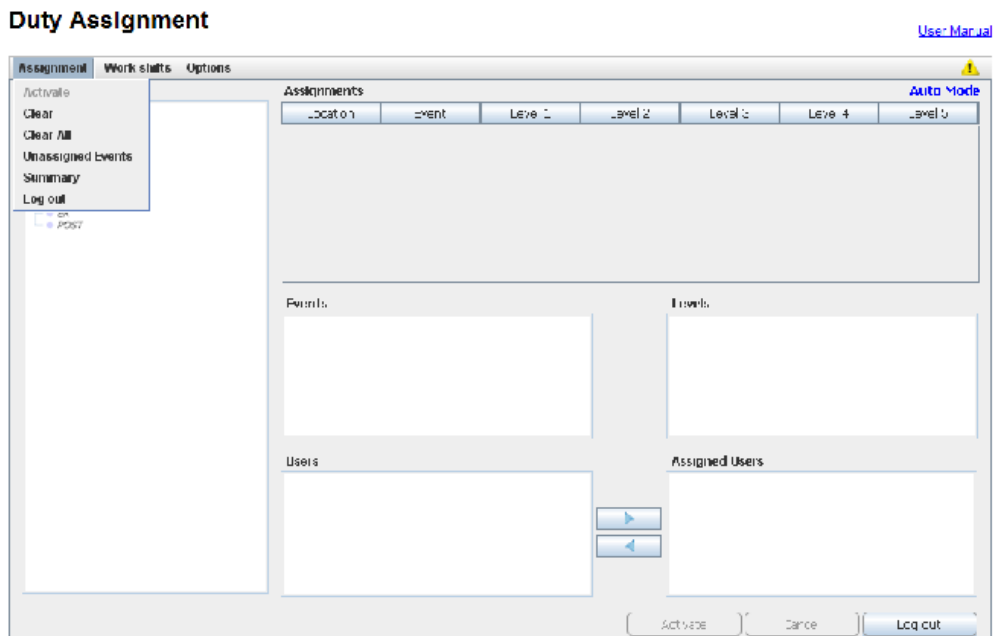 Duty Assignment
User Manual
Assignment Work shifts Options
Activate
Clear
Clear All
Unassigned Events
Summary
Log out
POST
Assignments Auto Mode
Location Event Level 1 Level 2 Level 3 Level 4 Level 5
Events Levels
Users Assigned Users
Activate Cancel Log out